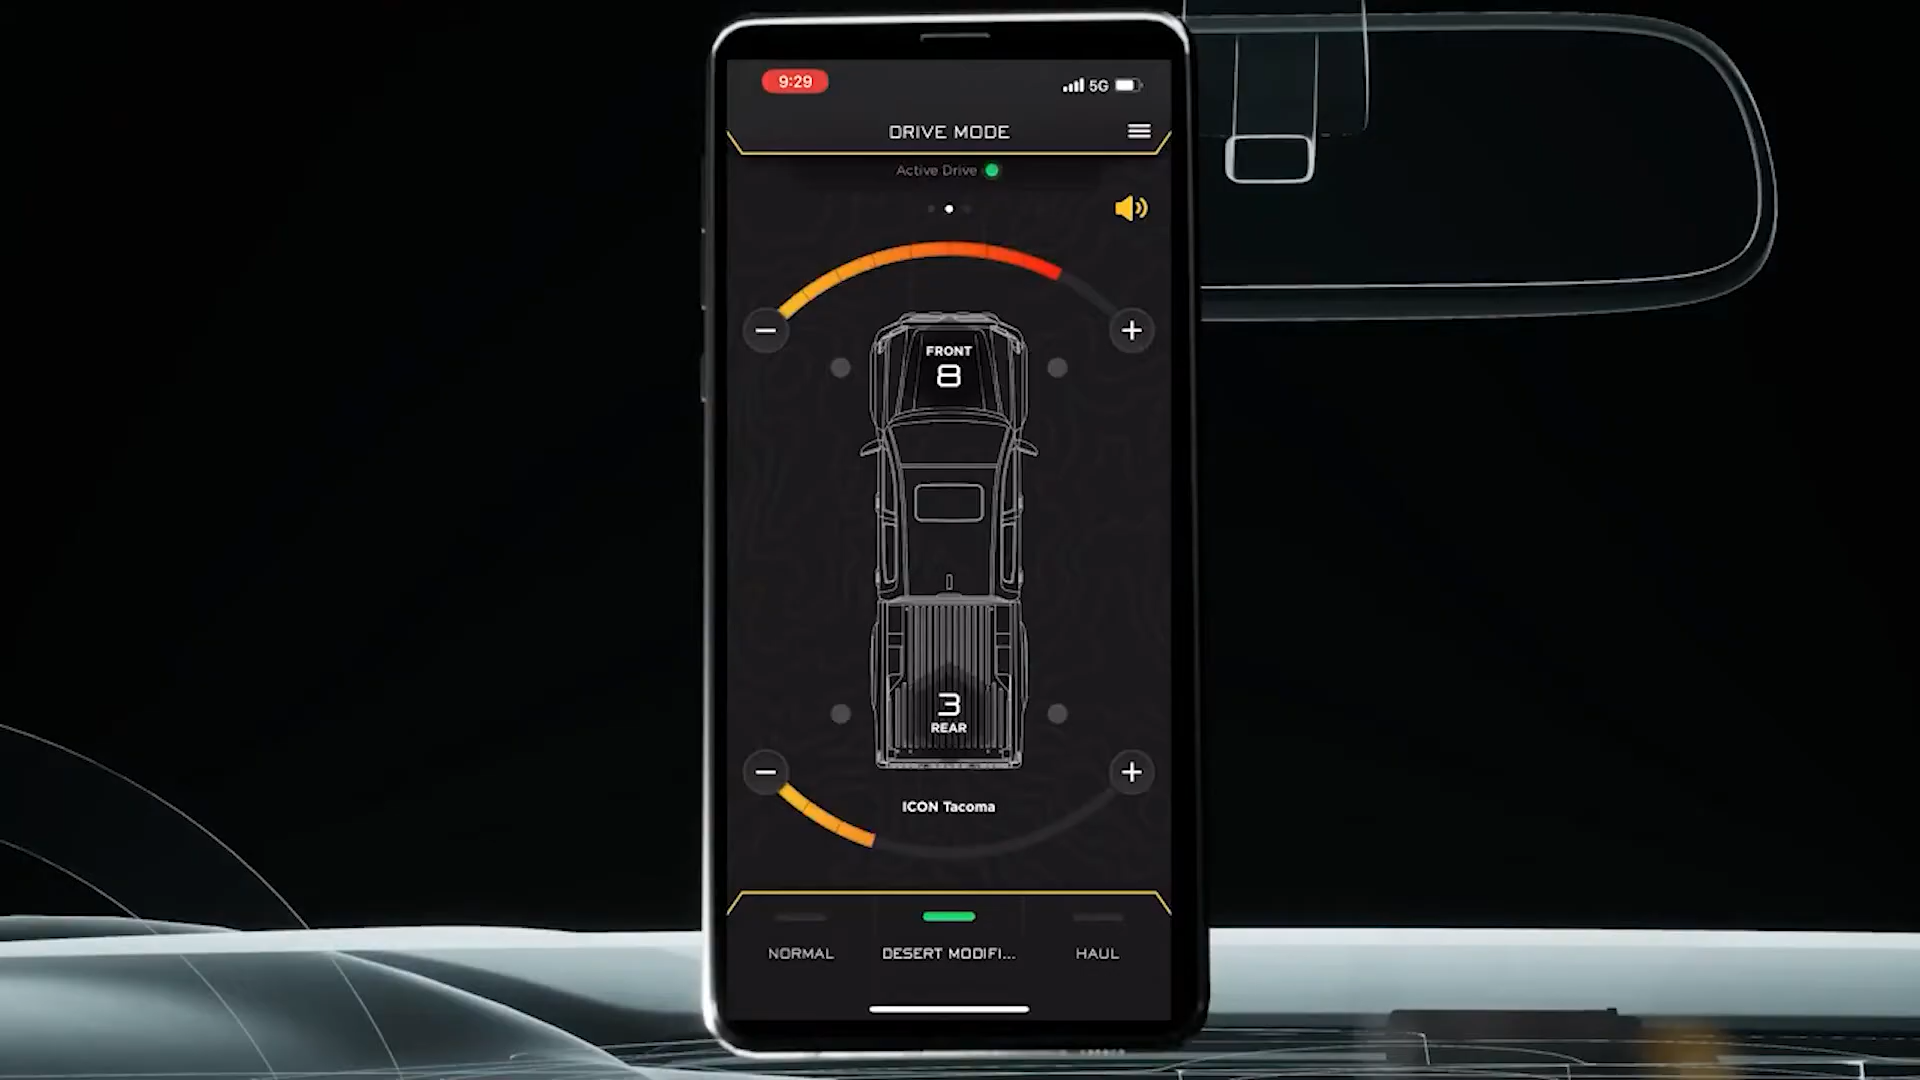 9:29
5G
DRIVE MODE
Active Drive
FRONT
8
3
REAR
ICON Tacoma
NORMAL
DESERT MODIFI...
HAUL